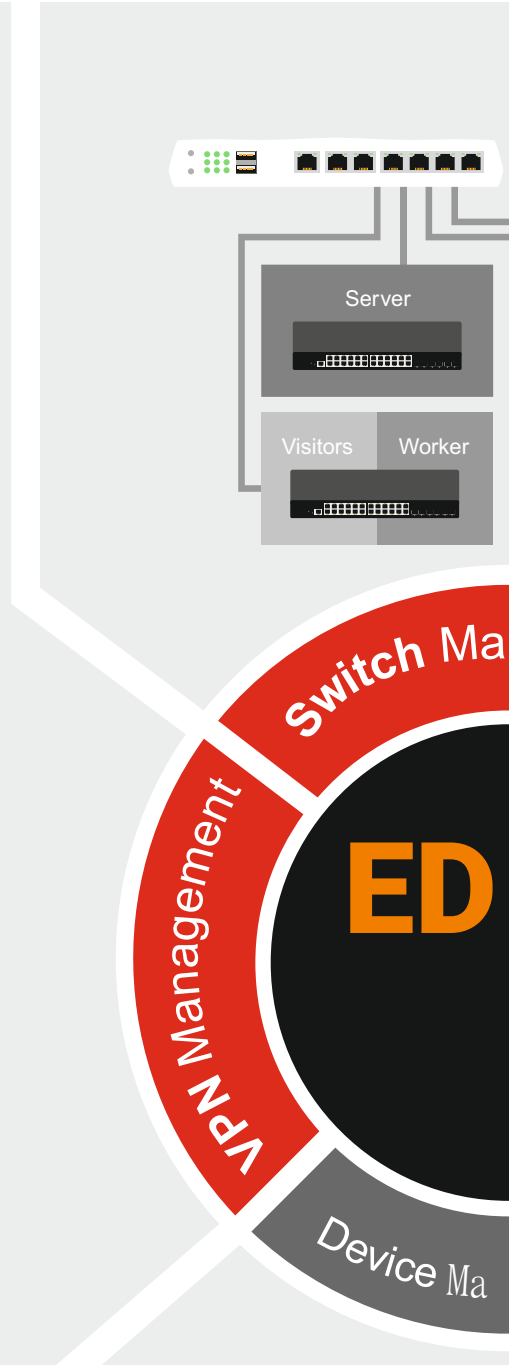 Server
Visitors Worker
Switch Ma
VPN Management
ED
Device Ma